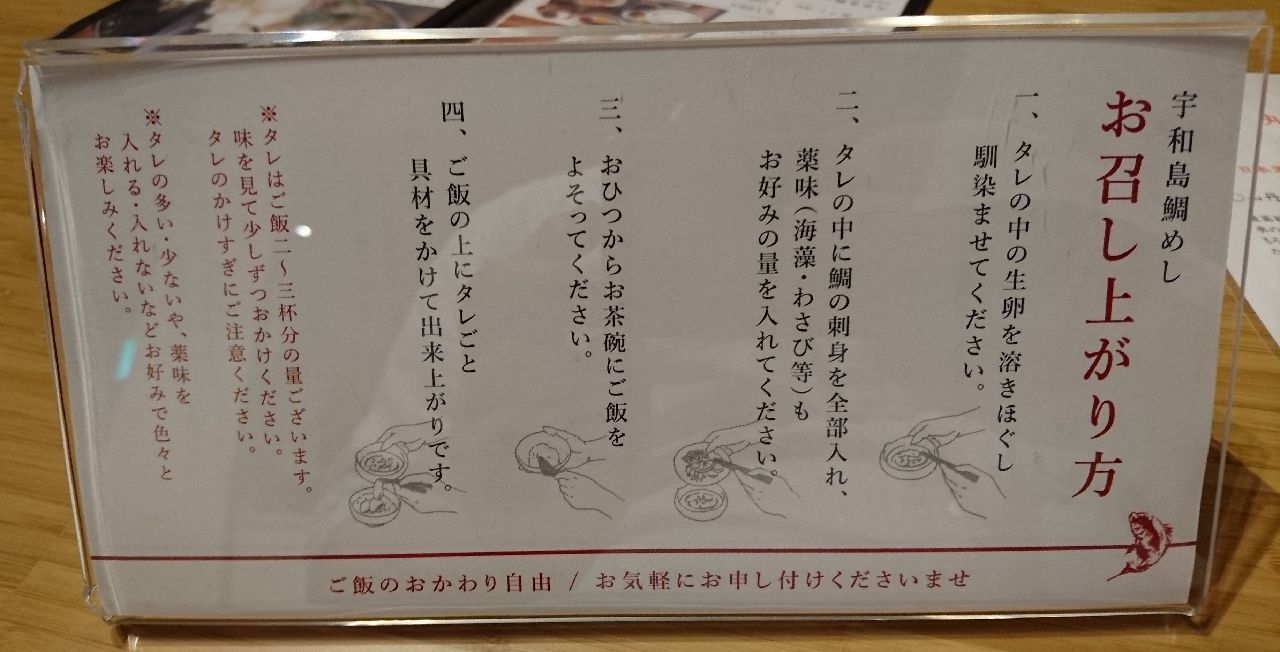 宇和島鯛めし
お召し上がり方
一、タレの中の生卵を溶きほぐし
馴染ませてください。
二、タレの中に鯛の刺身を全部入れ、
薬味(海藻・わさび等)も
お好みの量を入れてください。
三、おひつからお茶碗にご飯を
よそってください。
四、ご飯の上にタレごと
具材をかけて出来上がりです。
※タレはご飯二〜三杯分の量ございます。
味を見て少しずつおかけください。
タレのかけすぎにご注意ください。
※タレの多い・少ないや、薬味を
入れる・入れないなどお好みで色々と
お楽しみください。
ご飯のおかわり自由 / お気軽にお申し付けくださいませ